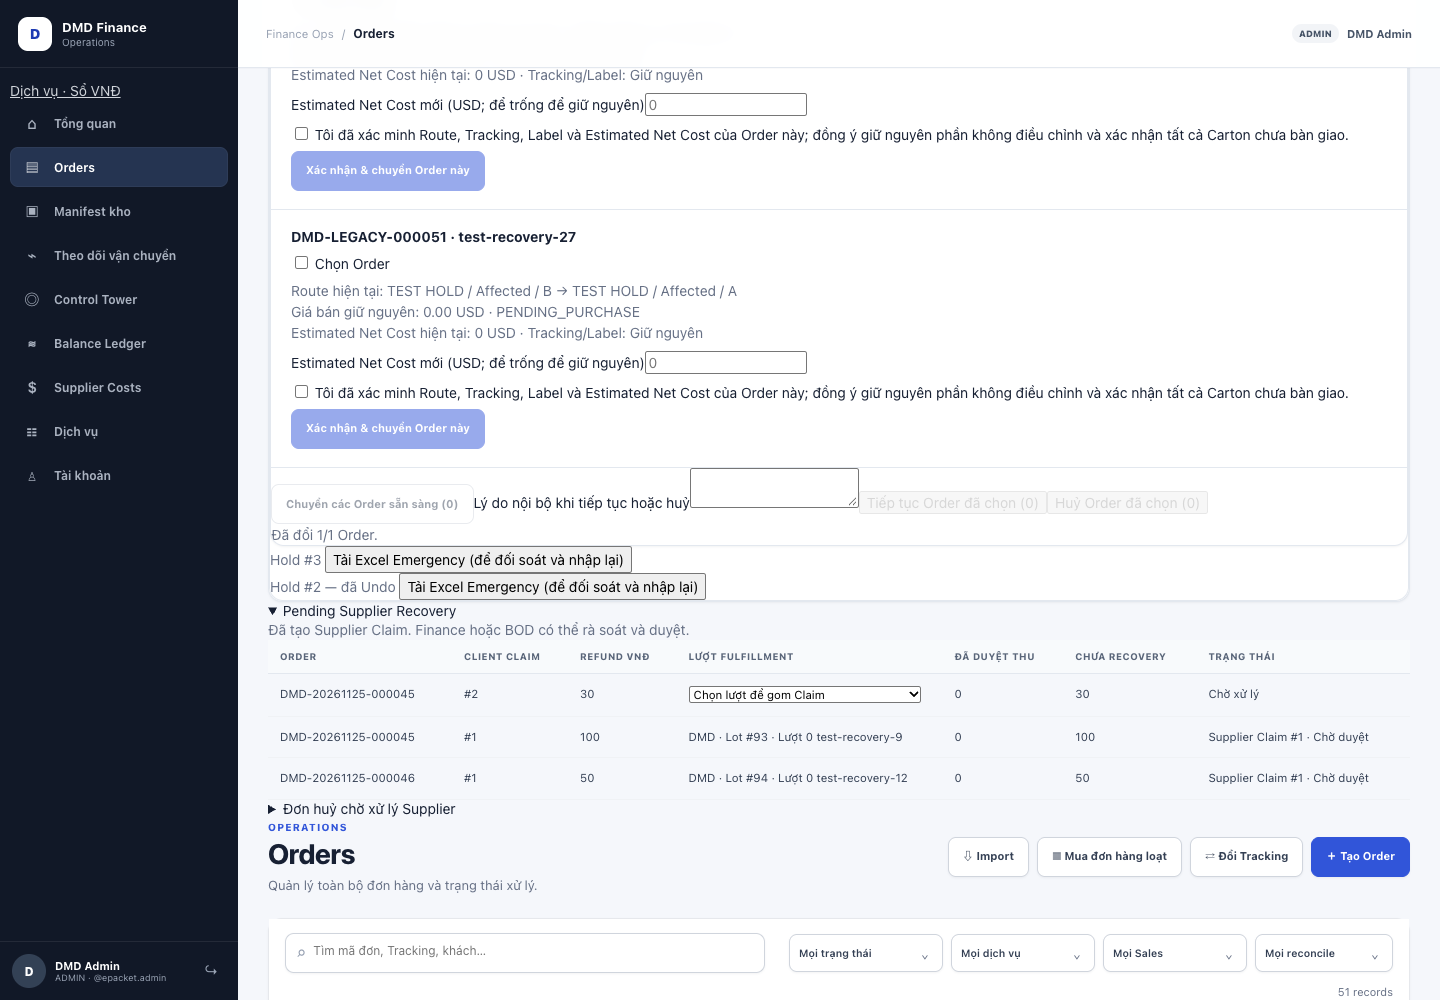 D
DMD Finance
Operations
Dịch vụ · Sổ VNĐ
Tổng quan
Orders
Manifest kho
Theo dõi vận chuyển
Control Tower
Balance Ledger
$ Supplier Costs
Dịch vụ
Tài khoản
D
DMD Admin
ADMIN · @epacket.admin
Finance Ops / Orders
ADMIN DMD Admin
Estimated Net Cost hiện tại: 0 USD · Tracking/Label: Giữ nguyên
Estimated Net Cost mới (USD; để trống để giữ nguyên) 0
Tôi đã xác minh Route, Tracking, Label và Estimated Net Cost của Order này; đồng ý giữ nguyên phần không điều chỉnh và xác nhận tất cả Carton chưa bàn giao.
Xác nhận & chuyển Order này
DMD-LEGACY-000051 · test-recovery-27
Chọn Order
Route hiện tại: TEST HOLD / Affected / B → TEST HOLD / Affected / A
Giá bán giữ nguyên: 0.00 USD · PENDING_PURCHASE
Estimated Net Cost hiện tại: 0 USD · Tracking/Label: Giữ nguyên
Estimated Net Cost mới (USD; để trống để giữ nguyên) 0
Tôi đã xác minh Route, Tracking, Label và Estimated Net Cost của Order này; đồng ý giữ nguyên phần không điều chỉnh và xác nhận tất cả Carton chưa bàn giao.
Xác nhận & chuyển Order này
Chuyển các Order sẵn sàng (0) Lý do nội bộ khi tiếp tục hoặc huỷ Tiếp tục Order đã chọn (0) Huỷ Order đã chọn (0)
Đã đổi 1/1 Order.
Hold #3 Tải Excel Emergency (để đối soát và nhập lại)
Hold #2 — đã Undo Tải Excel Emergency (để đối soát và nhập lại)
▼ Pending Supplier Recovery
Đã tạo Supplier Claim. Finance hoặc BOD có thể rà soát và duyệt.
ORDER CLIENT CLAIM REFUND VNĐ LƯỢT FULFILLMENT ĐÃ DUYỆT THU CHƯA RECOVERY TRẠNG THÁI
DMD-20261125-000045 #2 30 Chọn lượt để gom Claim 0 30 Chờ xử lý
DMD-20261125-000045 #1 100 DMD · Lot #93 · Lượt 0 test-recovery-9 0 100 Supplier Claim #1 · Chờ duyệt
DMD-20261125-000046 #1 50 DMD · Lot #94 · Lượt 0 test-recovery-12 0 50 Supplier Claim #1 · Chờ duyệt
▶ Đơn huỷ chờ xử lý Supplier
OPERATIONS
Orders
Quản lý toàn bộ đơn hàng và trạng thái xử lý.
Import
Mua đơn hàng loạt
Đổi Tracking
+ Tạo Order
Tìm mã đơn, Tracking, khách...
Mọi trạng thái
Mọi dịch vụ
Mọi Sales
Mọi reconcile
51 records